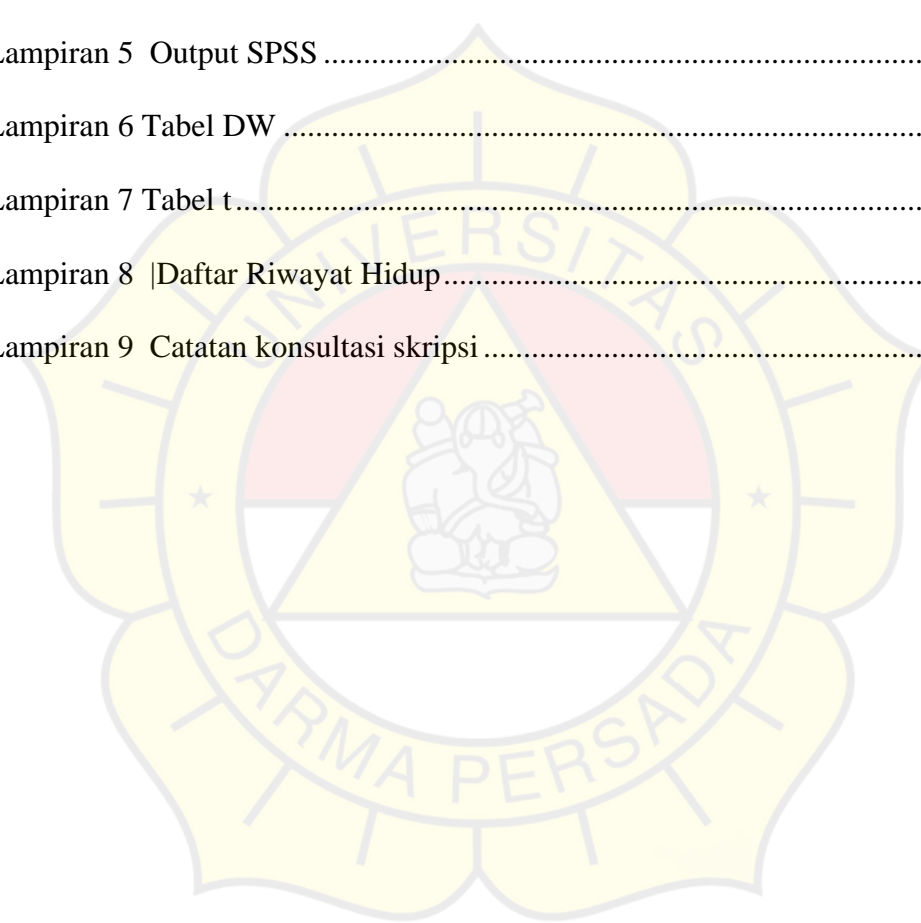 Lampiran 5 Output SPSS ........................................................................
Lampiran 6 Tabel DW ........................................................................
Lampiran 7 Tabel t ........................................................................
Lampiran 8 |Daftar Riwayat Hidup ........................................................................
Lampiran 9 Catatan konsultasi skripsi ........................................................................
UNIVERSITAS
DARMA PERSADA